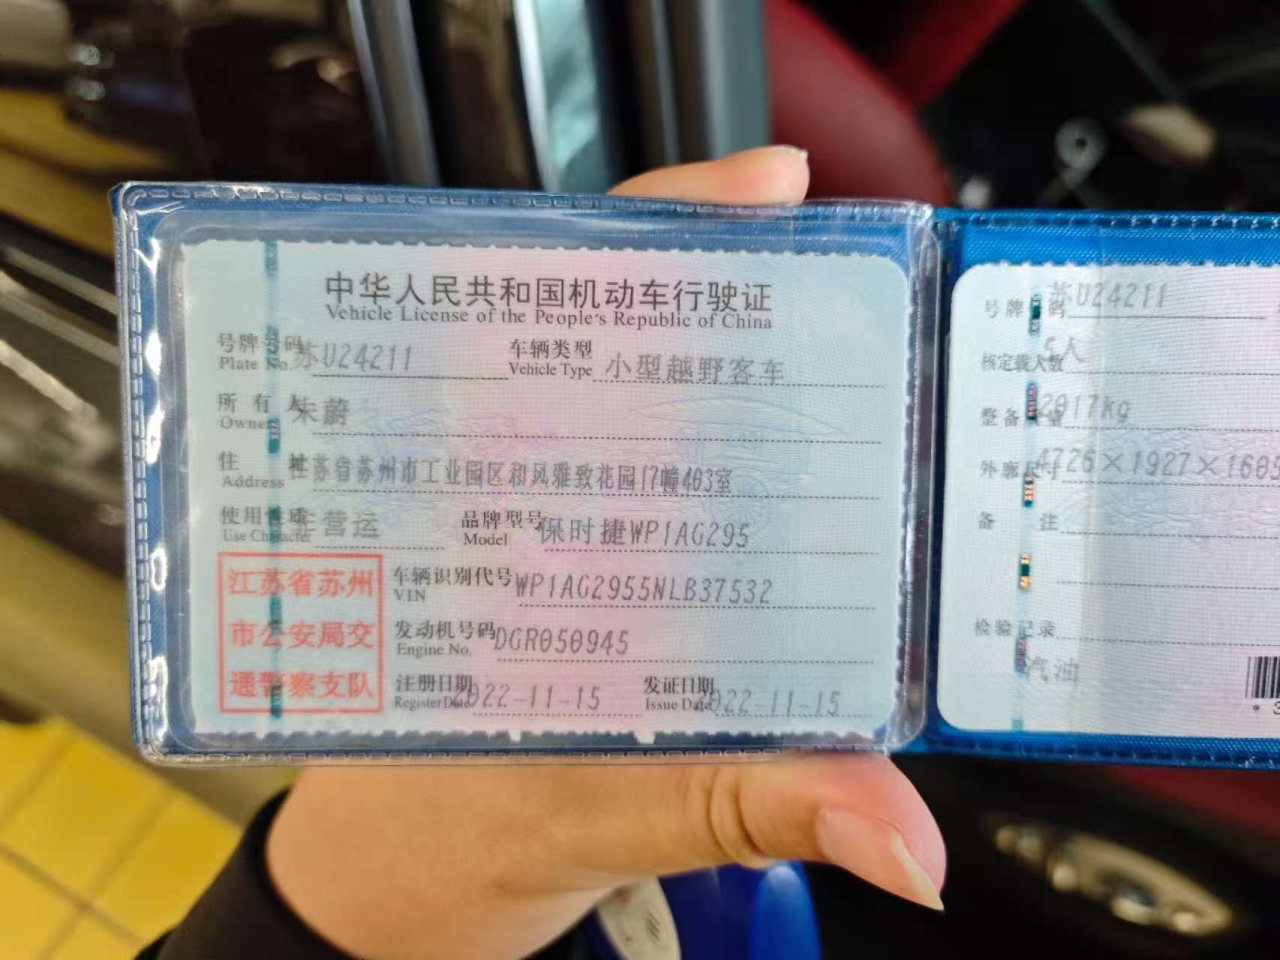 中华人民共和国机动车行驶证
Vehicle License of the People's Republic of China
号牌号码 苏U24211 车辆类型 小型越野客车
Plate No. Vehicle Type
所有人 朱蔚
Owner
住址 江苏省苏州市工业园区和风雅致花园17幢403室
Address
使用性质 非营运 品牌型号 保时捷WP1AG295
Use Character Model
江苏省苏州
市公安局交
通警察支队
车辆识别代号 WP1AG2955NLB37532
VIN
发动机号码 DGR050945
Engine No.
注册日期 2022-11-15 发证日期 2022-11-15
Register Date Issue Date
号牌号码 苏U24211
核定载人数 5人
整备质量 2017kg
外廓尺寸 4726×1927×1605
备注
检验记录
汽油
* 3